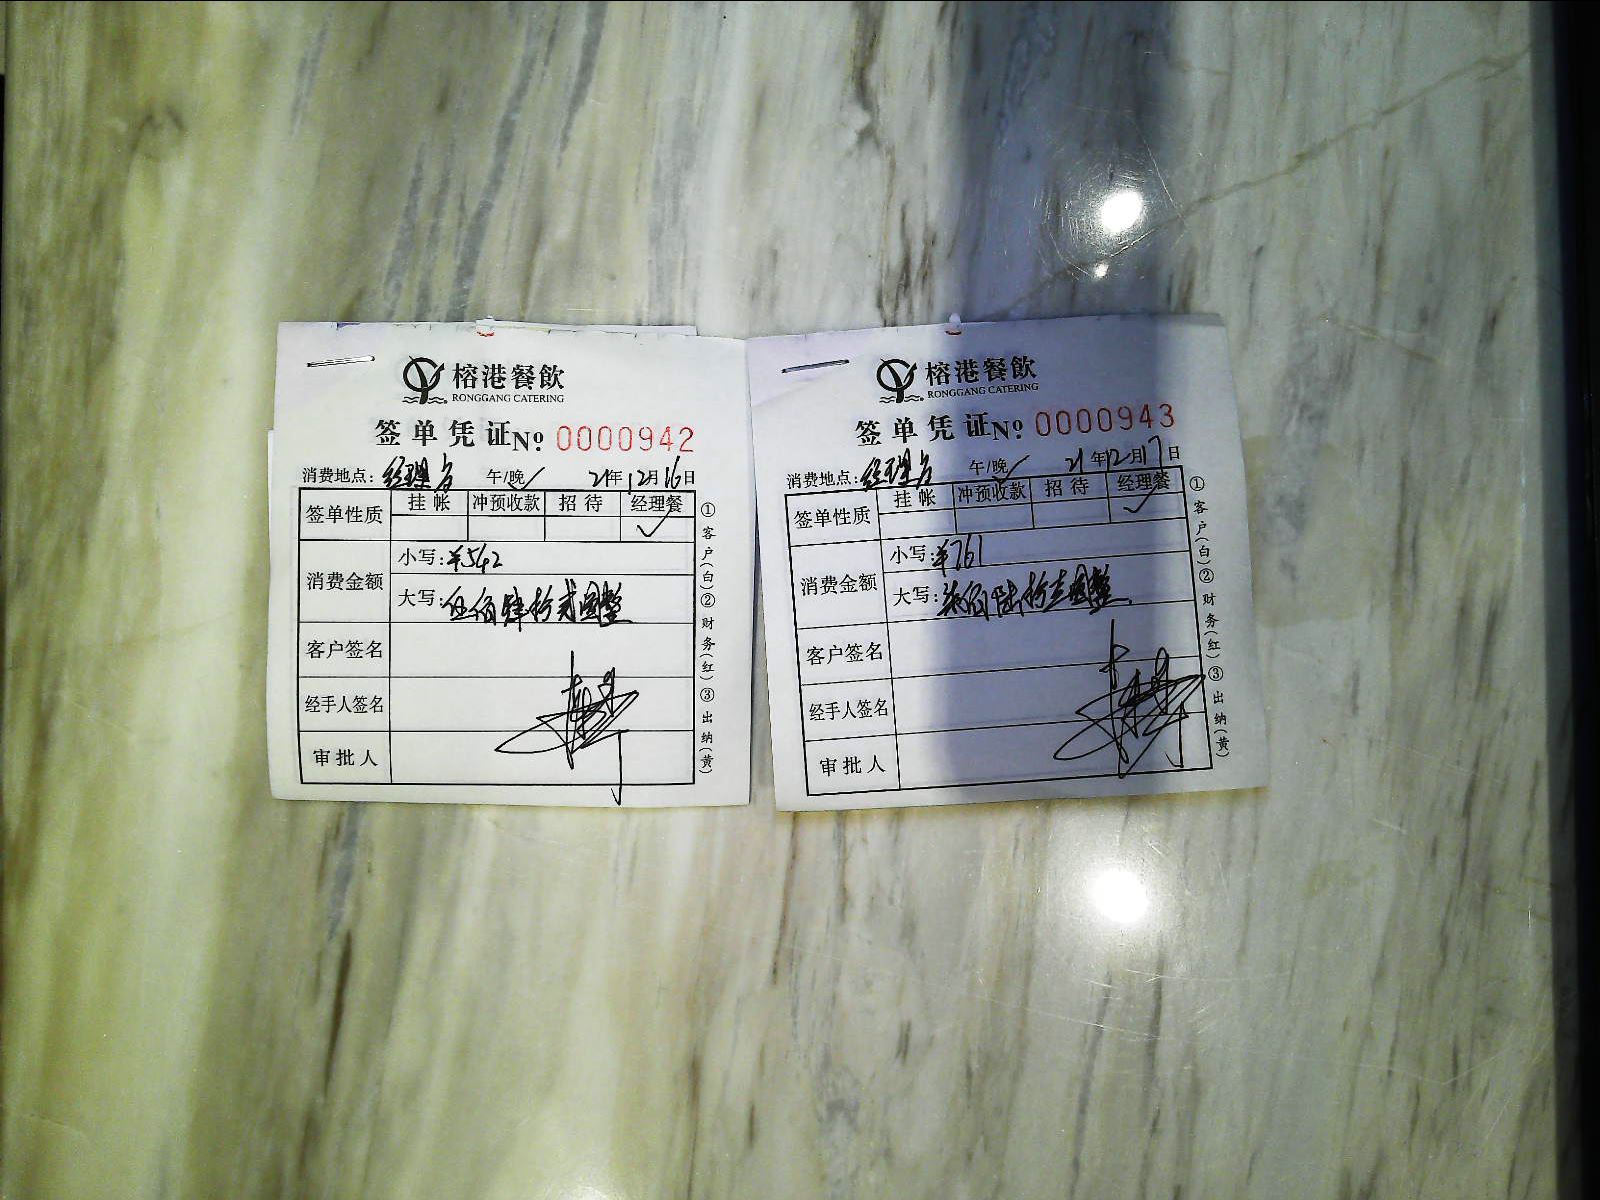 榕港餐飲
RONGGANG CATERING
签单凭证No. 0000942
消费地点: 经理房 午/晚✓ 21年12月16日
签单性质 挂帐 冲预收款 招待 经理餐
✓
消费金额
小写:¥542
大写:伍佰肆拾贰圆整
客户签名
经手人签名
审批人
①客户(白)②财务(红)③出纳(黄)
榕港餐飲
RONGGANG CATERING
签单凭证No. 0000943
消费地点: 经理房 午/晚✓ 21年12月17日
签单性质 挂帐 冲预收款 招待 经理餐
✓
消费金额
小写:¥761
大写:柒佰陆拾壹圆整
客户签名
经手人签名
审批人
①客户(白)②财务(红)③出纳(黄)